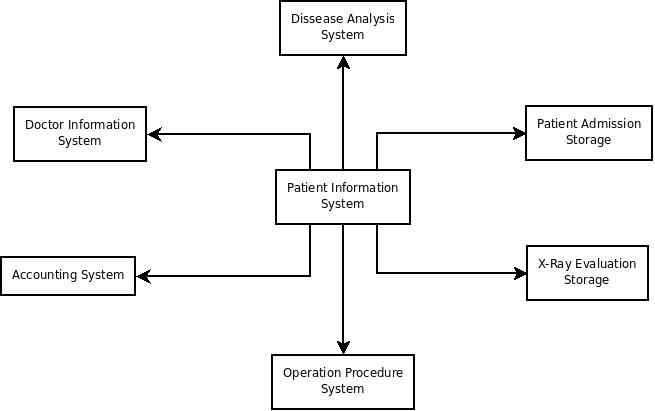 Dissease Analysis
System
Doctor Information
System
Patient Admission
Storage
Patient Information
System
Accounting System
X-Ray Evaluation
Storage
Operation Procedure
System